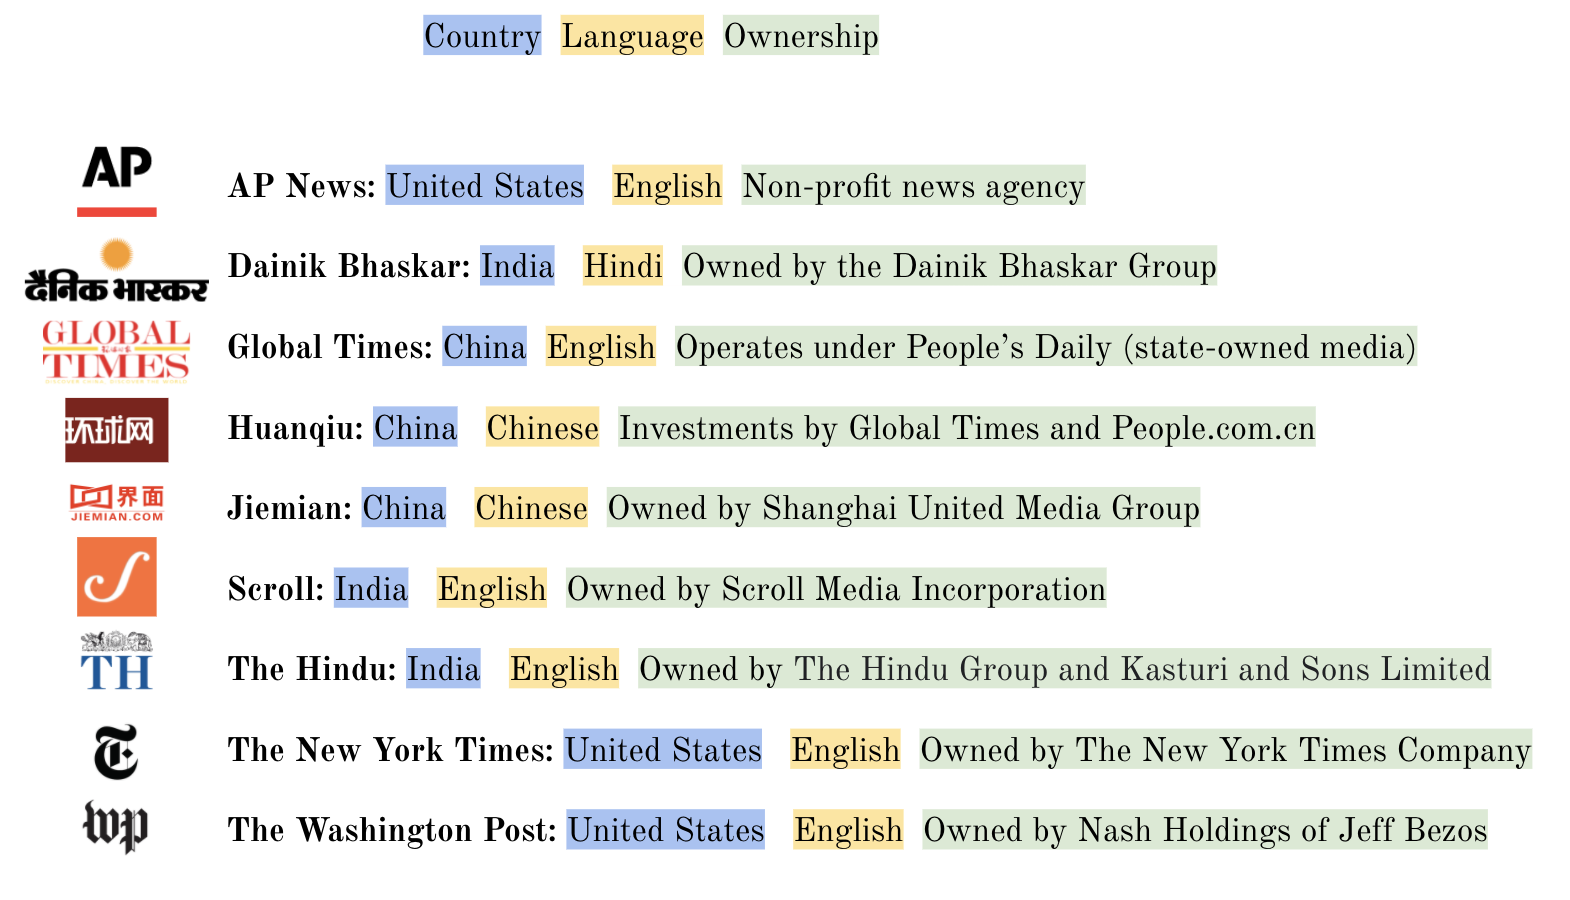 Country Language Ownership
AP
AP News: United States English Non-profit news agency
दैनिक भास्कर
Dainik Bhaskar: India Hindi Owned by the Dainik Bhaskar Group
GLOBAL
TIMES
Global Times: China English Operates under People’s Daily (state-owned media)
环球网
Huanqiu: China Chinese Investments by Global Times and People.com.cn
界面
JIEMIAN.COM
Jiemian: China Chinese Owned by Shanghai United Media Group
S
Scroll: India English Owned by Scroll Media Incorporation
TH
The Hindu: India English Owned by The Hindu Group and Kasturi and Sons Limited
T
The New York Times: United States English Owned by The New York Times Company
wp
The Washington Post: United States English Owned by Nash Holdings of Jeff Bezos